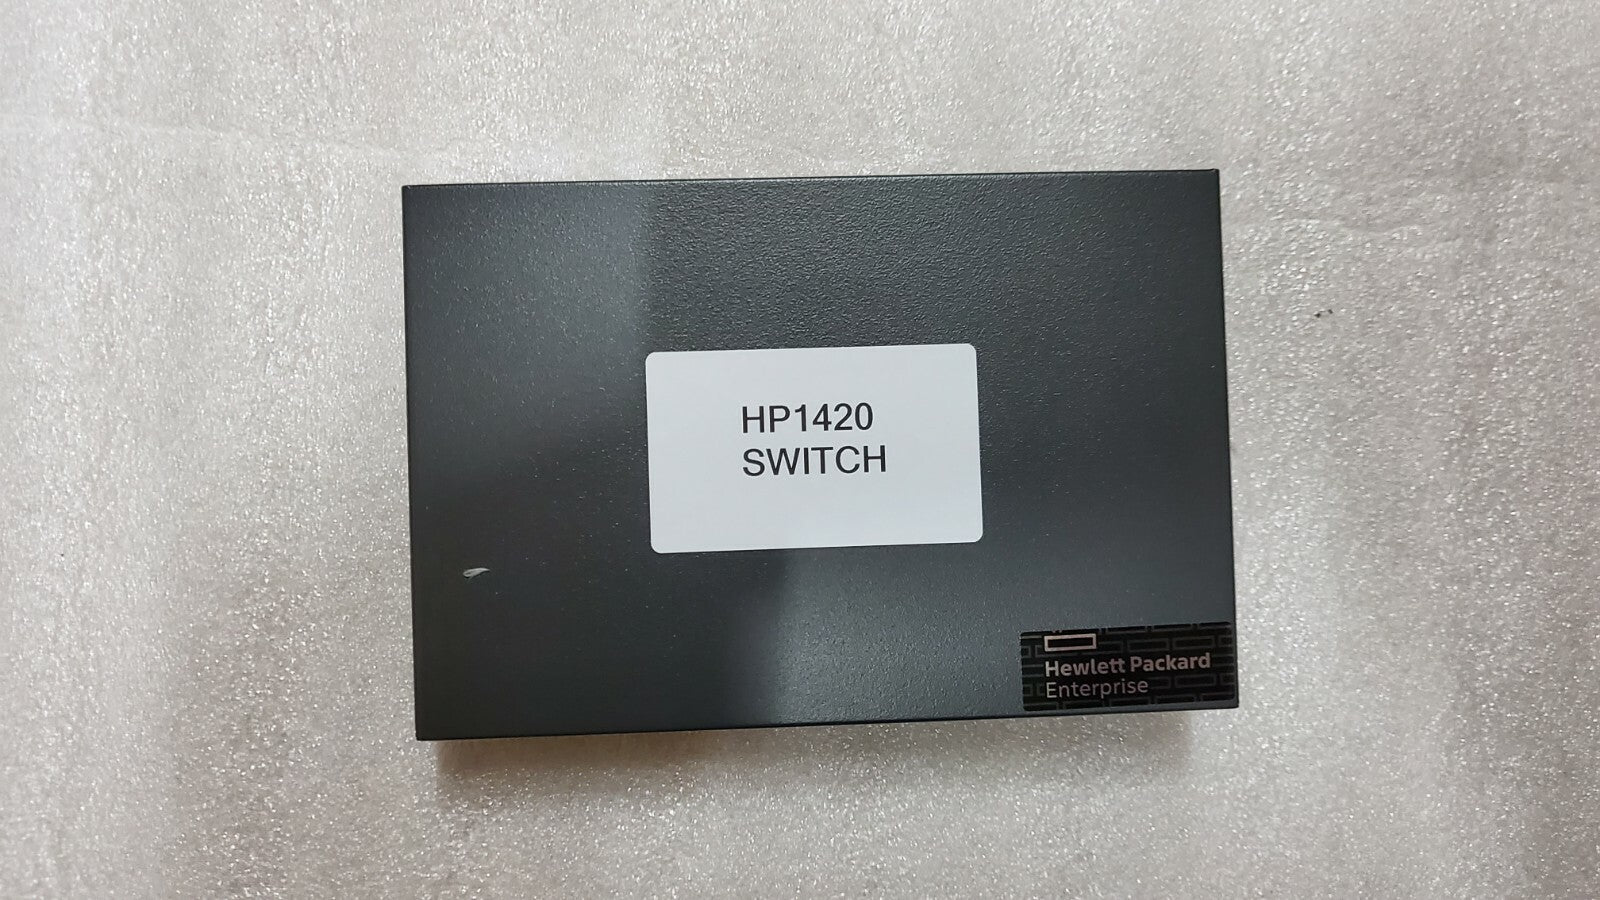 HP1420
SWITCH
Hewlett Packard
Enterprise